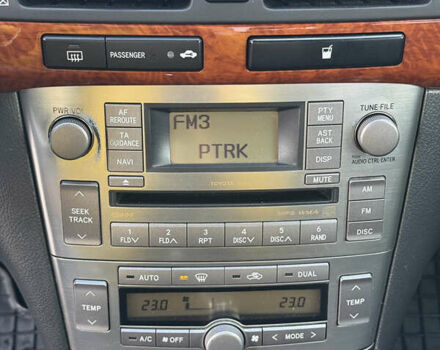 PASSENGER
PWR/VOL
AF REROUTE
TA GUIDANCE
NAVI
FM3
PTRK
PTY MENU
AST BACK
DISP
TUNE·FILE
AUDIO CTRL·ENTER
TOYOTA
MUTE
SEEK TRACK
1 FLD
2 FLD
3 RPT
4 DISC
5 DISC
6 RAND
AM
FM
DISC
AUTO
DUAL
TEMP
23.0
23.0
TEMP
A/C
OFF
MODE